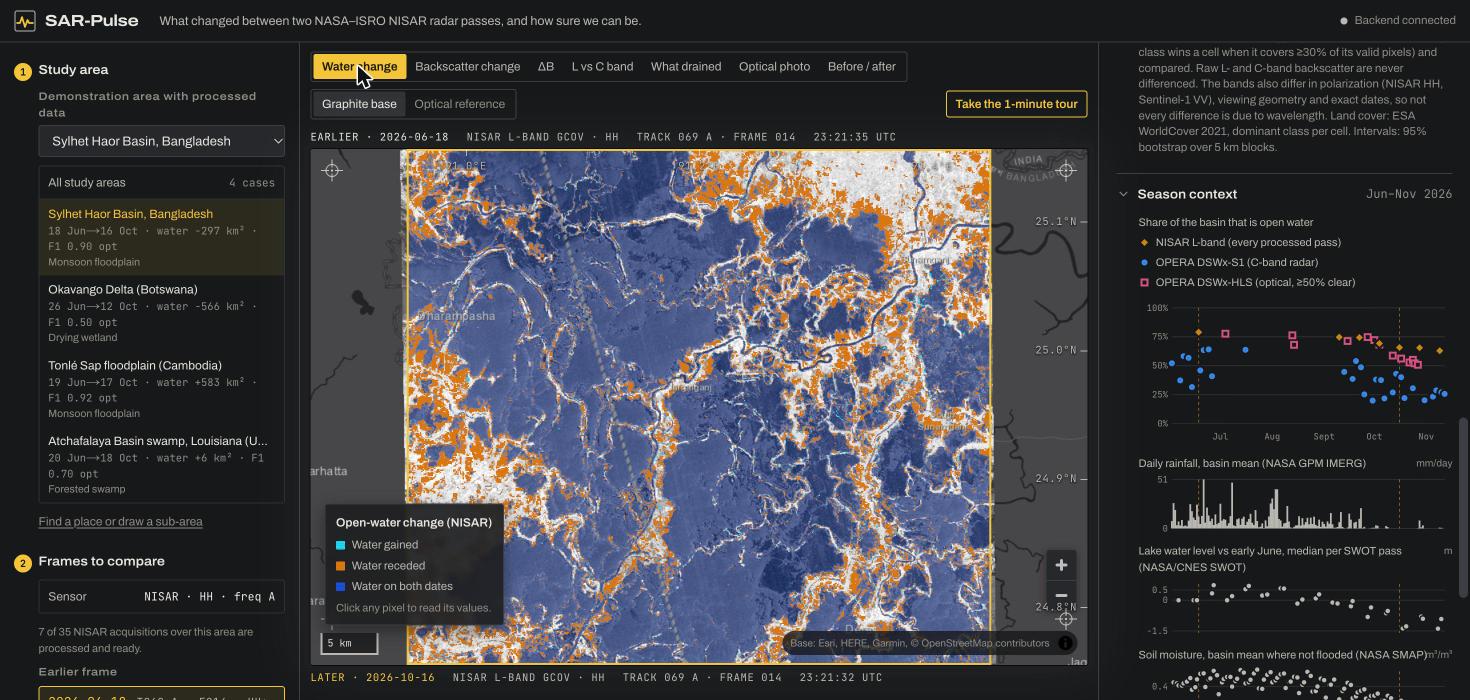 SAR-Pulse
What changed between two NASA–ISRO NISAR radar passes, and how sure we can be.
Backend connected
1 Study area
Demonstration area with processed
data
Sylhet Haor Basin, Bangladesh
All study areas 4 cases
Sylhet Haor Basin, Bangladesh
18 Jun→16 Oct · water -297 km² ·
F1 0.90 opt
Monsoon floodplain
Okavango Delta (Botswana)
26 Jun→12 Oct · water -566 km² ·
F1 0.50 opt
Drying wetland
Tonlé Sap floodplain (Cambodia)
19 Jun→17 Oct · water +583 km² ·
F1 0.92 opt
Monsoon floodplain
Atchafalaya Basin swamp, Louisiana (U...
20 Jun→18 Oct · water +6 km² · F1
0.70 opt
Forested swamp
Find a place or draw a sub-area
2 Frames to compare
Sensor NISAR · HH · freq A
7 of 35 NISAR acquisitions over this area are
processed and ready.
Earlier frame
Water change Backscatter change ΔB L vs C band What drained Optical photo Before / after
Graphite base Optical reference
Take the 1-minute tour
EARLIER · 2026-06-18 NISAR L-BAND GCOV · HH TRACK 069 A · FRAME 014 23:21:35 UTC
INDIA
25.1°N
Dharampasha
25.0°N
24.9°N
arhatta
Open-water change (NISAR)
Water gained
Water receded
Water on both dates
Click any pixel to read its values.
+
−
24.8°N
5 km
Base: Esri, HERE, Garmin, © OpenStreetMap contributors
LATER · 2026-10-16 NISAR L-BAND GCOV · HH TRACK 069 A · FRAME 014 23:21:32 UTC
class wins a cell when it covers ≥30% of its valid pixels) and
compared. Raw L- and C-band backscatter are never
differenced. The bands also differ in polarization (NISAR HH,
Sentinel-1 VV), viewing geometry and exact dates, so not
every difference is due to wavelength. Land cover: ESA
WorldCover 2021, dominant class per cell. Intervals: 95%
bootstrap over 5 km blocks.
Season context Jun–Nov 2026
Share of the basin that is open water
NISAR L-band (every processed pass)
OPERA DSWx-S1 (C-band radar)
OPERA DSWx-HLS (optical, ≥50% clear)
100%
75%
50%
25%
0%
Jul Aug Sept Oct Nov
Daily rainfall, basin mean (NASA GPM IMERG) mm/day
51
0
Lake water level vs early June, median per SWOT pass m
(NASA/CNES SWOT)
0.5
0
-1.5
Soil moisture, basin mean where not flooded (NASA SMAP) m³/m³
0.4